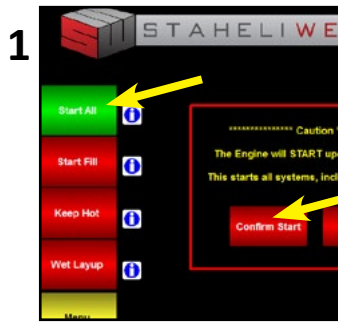 1
STAHELIWE
Start All
************** Caution *
The Engine will START up
This starts all systems, incl
Start Fill
Keep Hot
Confirm Start
Wet Layup
Menu